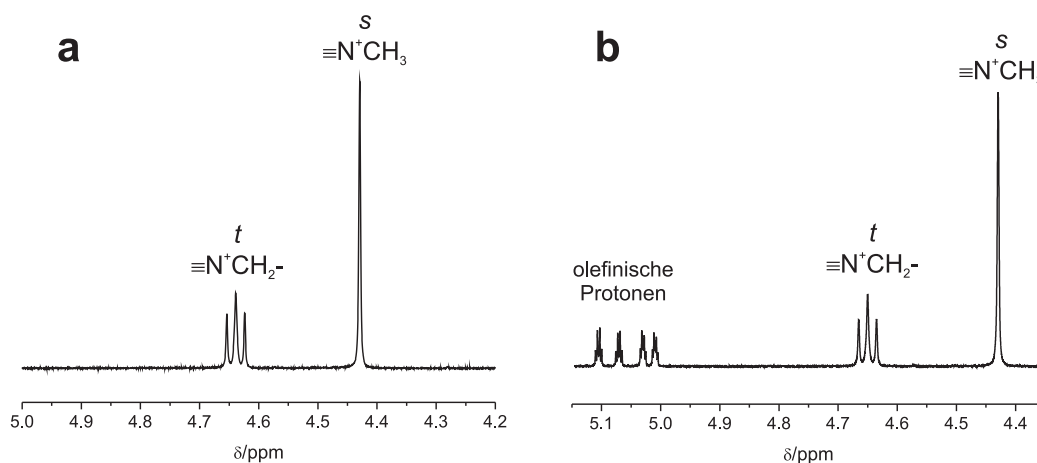 a
s
≡N⁺CH₃
t
≡N⁺CH₂-
5.0 4.9 4.8 4.7 4.6 4.5 4.4 4.3 4.2
δ/ppm
b
s
≡N⁺CH
t
≡N⁺CH₂-
olefinische
Protonen
5.1 5.0 4.9 4.8 4.7 4.6 4.5 4.4
δ/ppm